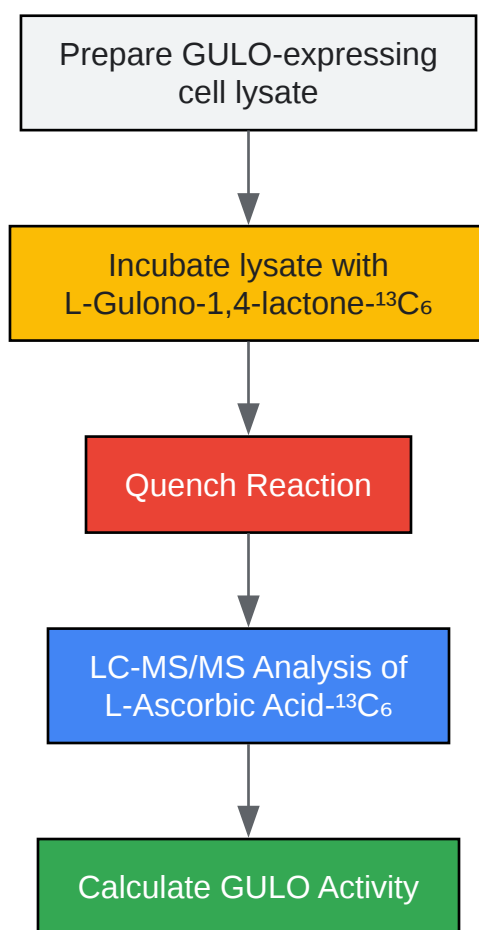 Prepare GULO-expressing
cell lysate
Incubate lysate with
L-Gulono-1,4-lactone-¹³C₆
Quench Reaction
LC-MS/MS Analysis of
L-Ascorbic Acid-¹³C₆
Calculate GULO Activity